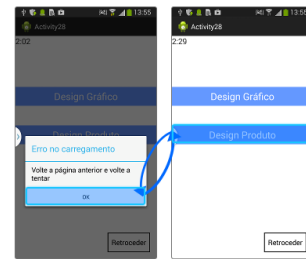 13:55
Activity28
2:02
Design Gráfico
Design Produto
Erro no carregamento
Volte a página anterior e volte a
tentar
OK
Retroceder
13:55
Activity28
2:29
Design Gráfico
Design Produto
Retroceder